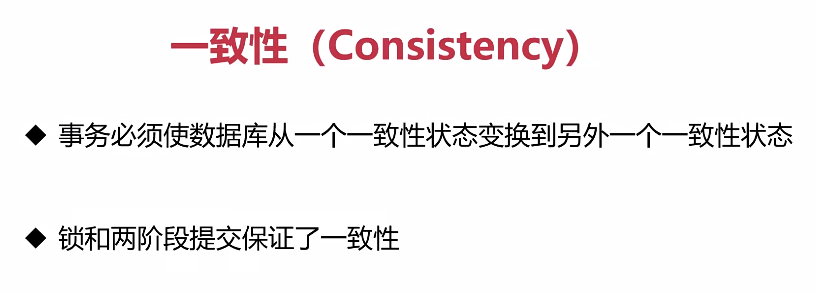 一致性（Consistency）
◆ 事务必须使数据库从一个一致性状态变换到另外一个一致性状态
◆ 锁和两阶段提交保证了一致性